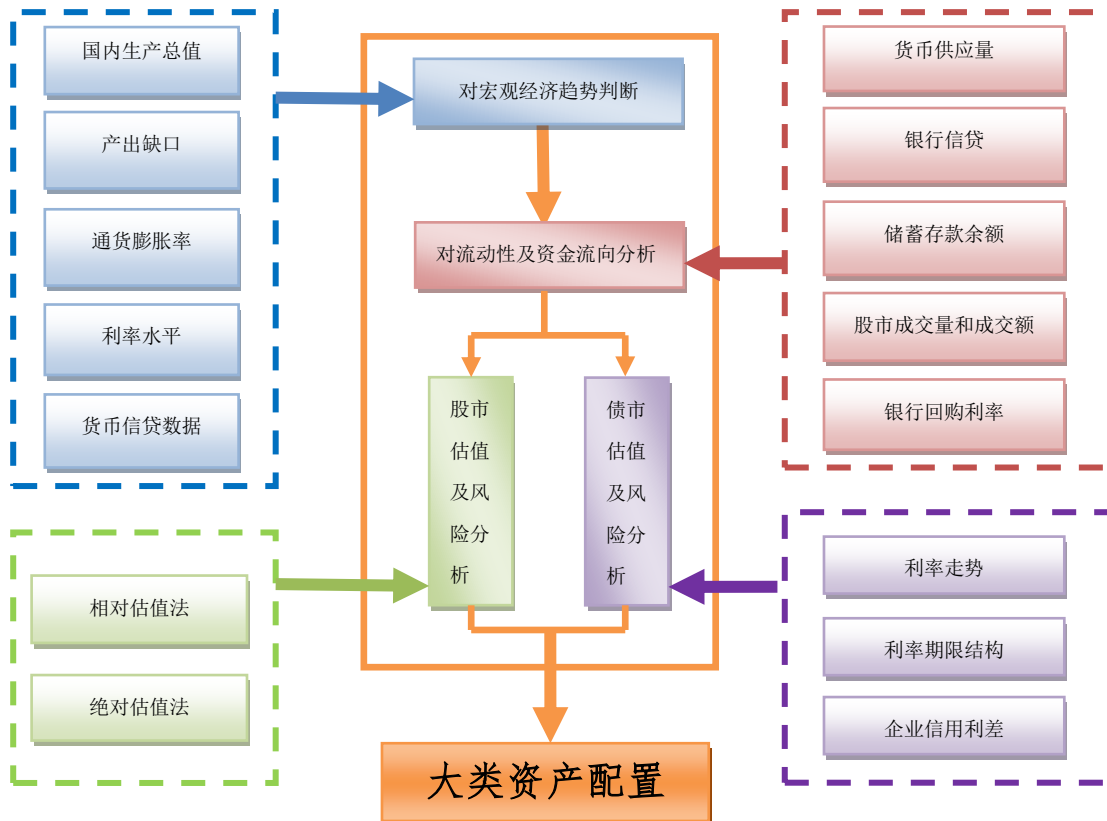 国内生产总值
产出缺口
通货膨胀率
利率水平
货币信贷数据
相对估值法
绝对估值法
对宏观经济趋势判断
对流动性及资金流向分析
股市
估值
及风
险分
析
债市
估值
及风
险分
析
大类资产配置
货币供应量
银行信贷
储蓄存款余额
股市成交量和成交额
银行回购利率
利率走势
利率期限结构
企业信用利差